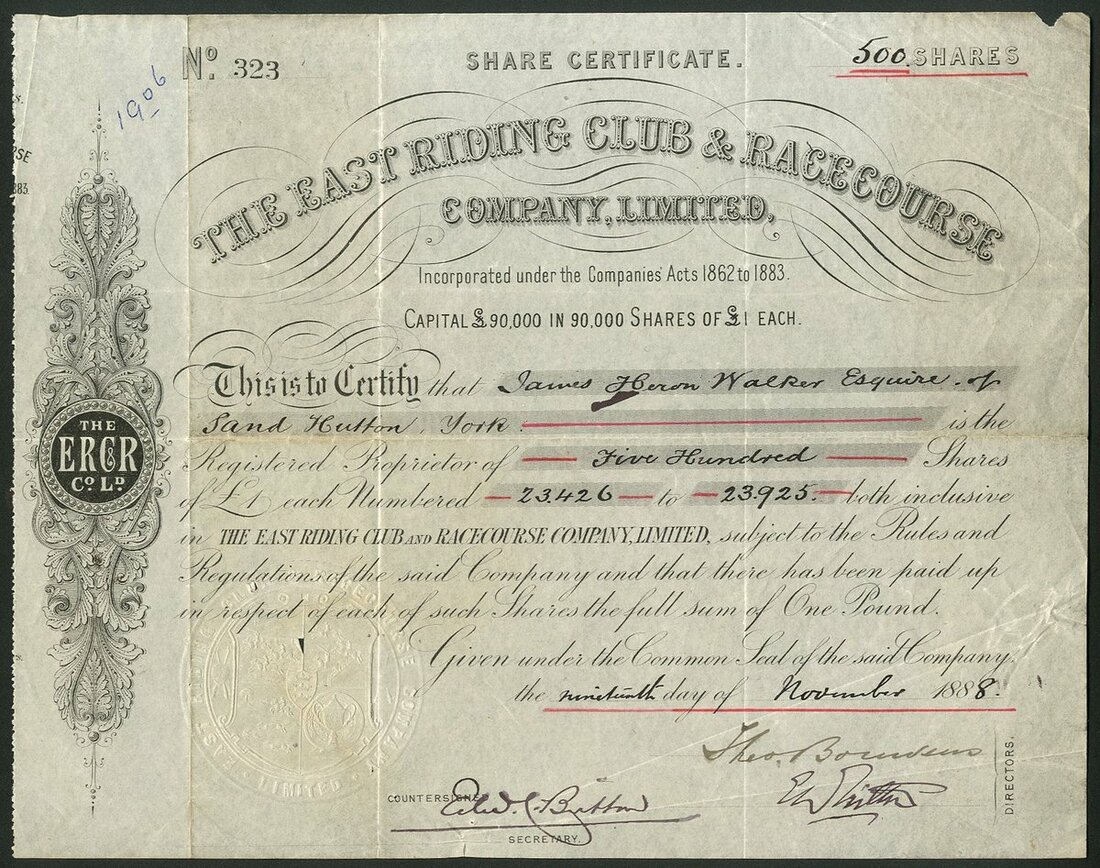 No. 323
SHARE CERTIFICATE.
500 SHARES
1906
SE
83.
THE EAST RIDING CLUB & RACECOURSE
COMPANY, LIMITED,
Incorporated under the Companies' Acts 1862 to 1883.
CAPITAL £90,000 IN 90,000 SHARES OF £1 EACH.
This is to Certify that James Heron Walker Esquire of
Sand Hutton, York is the
Registered Proprietor of Five Hundred Shares
of £1 each Numbered 23426 to 23925 both inclusive
in THE EAST RIDING CLUB AND RACECOURSE COMPANY, LIMITED, subject to the Rules and
Regulations of the said Company and that there has been paid up
in respect of each of such Shares the full sum of One Pound.
Given under the Common Seal of the said Company,
the nineteenth day of November 1888.
THE
ERC&R
Co LD
LIMITED
COUNTERSIGNED
SECRETARY.
DIRECTORS.